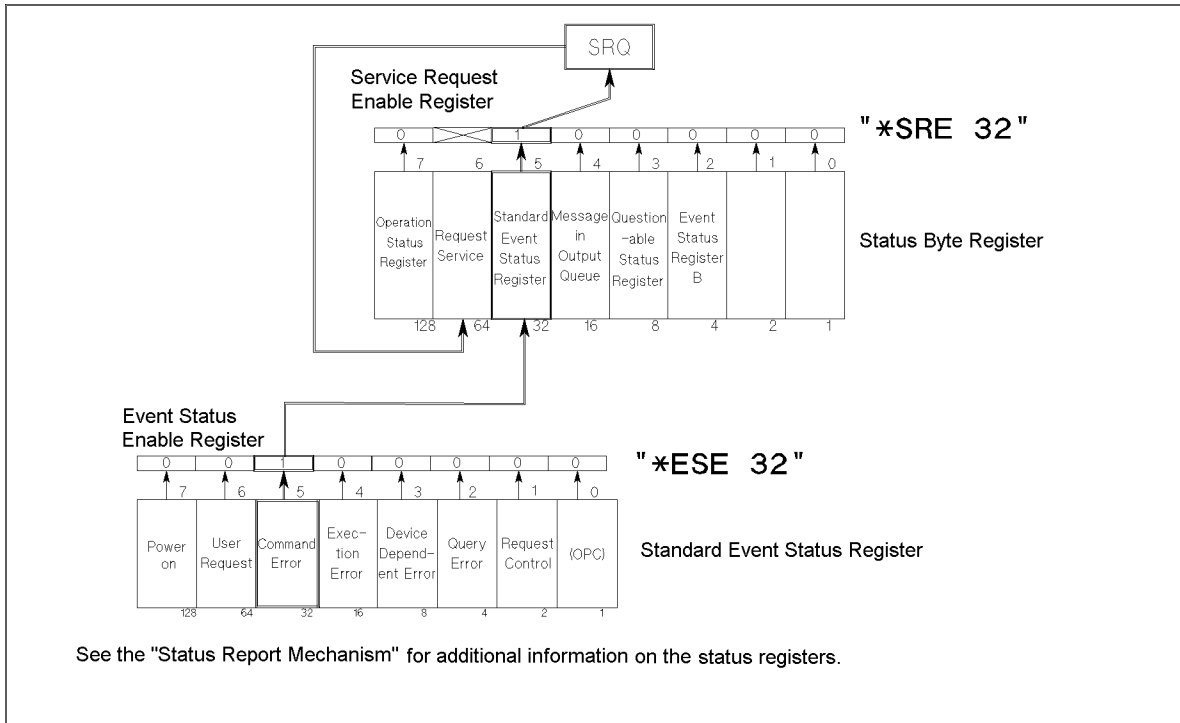 SRQ
Service Request
Enable Register
0 1 0 0 0 0 0
"*SRE 32"
7 6 5 4 3 2 1 0
Operation
Status
Register
Request
Service
Standard
Event
Status
Register
Message
in
Output
Queue
Question
-able
Status
Register
Event
Status
Register
B
Status Byte Register
128 64 32 16 8 4 2 1
Event Status
Enable Register
0 0 1 0 0 0 0 0
"*ESE 32"
7 6 5 4 3 2 1 0
Power
on
User
Request
Command
Error
Exec-
tion
Error
Device
Depend-
ent Error
Query
Error
Request
Control
(OPC)
Standard Event Status Register
128 64 32 16 8 4 2 1
See the "Status Report Mechanism" for additional information on the status registers.